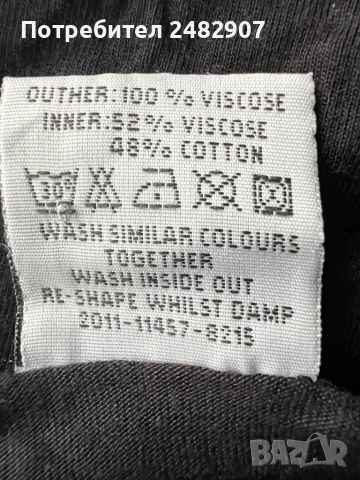 Потребител 2482907
OUTHER:100 % VISCOSE
INNER:52% VISCOSE
48% COTTON
30°
WASH SIMILAR COLOURS
TOGETHER
WASH INSIDE OUT
RE-SHAPE WHILST DAMP
2011-11457-8215
BAZAR